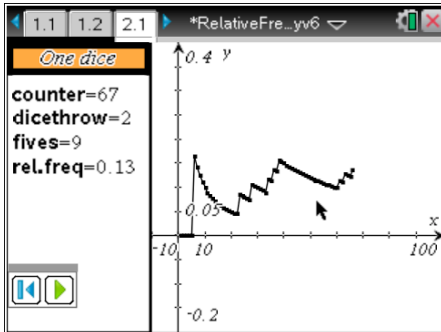 1.1 1.2 2.1 *RelativeFre...yv6
One dice
counter=67
dicethrow=2
fives=9
rel.freq=0.13
0.4 y
0.05
x
-10 10 100
-0.2